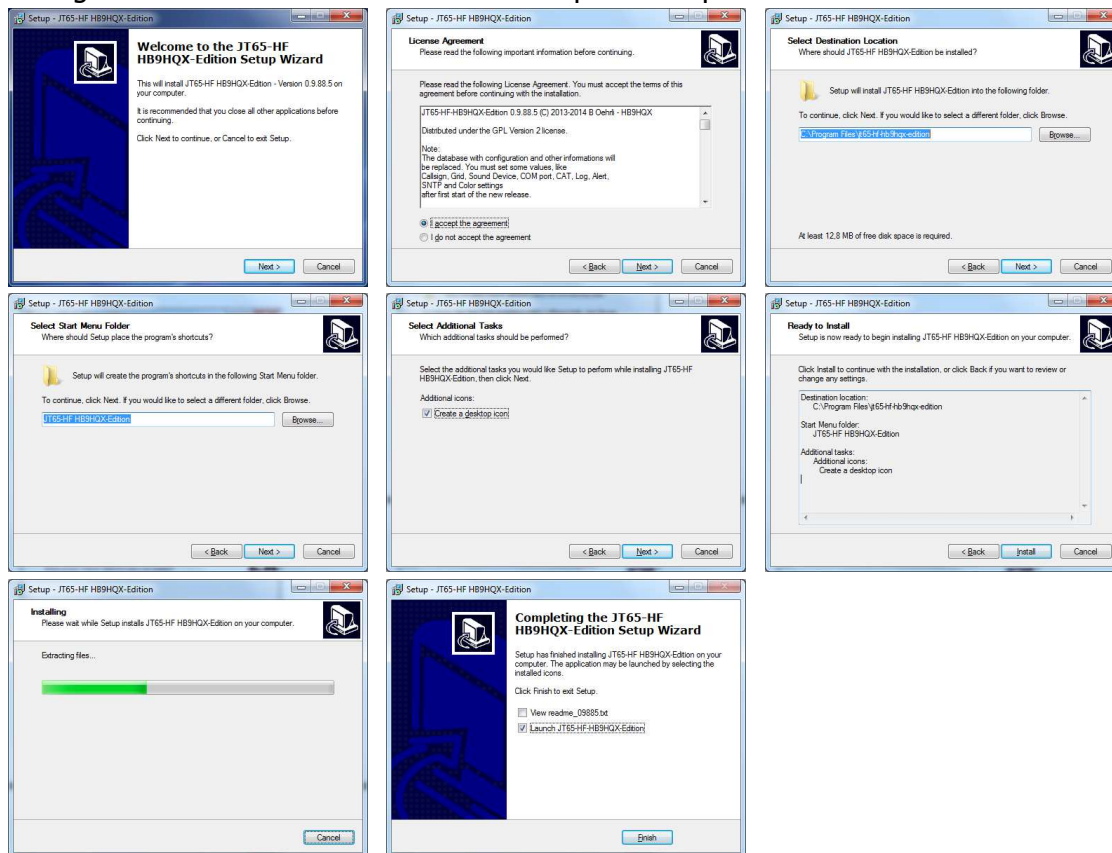 Setup - JT65-HF HB9HQX-Edition
Welcome to the JT65-HF
HB9HQX-Edition Setup Wizard
This will install JT65-HF HB9HQX-Edition - Version 0.9.88.5 on
your computer.
It is recommended that you close all other applications before
continuing.
Click Next to continue, or Cancel to exit Setup.
Next >
Cancel
Setup - JT65-HF HB9HQX-Edition
License Agreement
Please read the following important information before continuing.
Please read the following License Agreement. You must accept the terms of this
agreement before continuing with the installation.
JT65-HF-HB9HQX-Edition 0.9.88.5 (C) 2013-2014 B Oehrli - HB9HQX
Distributed under the GPL Version 2 license.
Note:
The database with configuration and other informations will
be replaced. You must set some values, like
Callsign, Grid, Sound Device, COM port, CAT, Log, Alert,
SNTP and Color settings
after first start of the new release.
I accept the agreement
I do not accept the agreement
< Back
Next >
Cancel
Setup - JT65-HF HB9HQX-Edition
Select Destination Location
Where should JT65-HF HB9HQX-Edition be installed?
Setup will install JT65-HF HB9HQX-Edition into the following folder.
To continue, click Next. If you would like to select a different folder, click Browse.
C:\Program Files\jt65-hf-hb9hqx-edition
Browse...
At least 12,8 MB of free disk space is required.
< Back
Next >
Cancel
Setup - JT65-HF HB9HQX-Edition
Select Start Menu Folder
Where should Setup place the program's shortcuts?
Setup will create the program's shortcuts in the following Start Menu folder.
To continue, click Next. If you would like to select a different folder, click Browse.
JT65-HF HB9HQX-Edition
Browse...
< Back
Next >
Cancel
Setup - JT65-HF HB9HQX-Edition
Select Additional Tasks
Which additional tasks should be performed?
Select the additional tasks you would like Setup to perform while installing JT65-HF
HB9HQX-Edition, then click Next.
Additional icons:
Create a desktop icon
< Back
Next >
Cancel
Setup - JT65-HF HB9HQX-Edition
Ready to Install
Setup is now ready to begin installing JT65-HF HB9HQX-Edition on your computer.
Click Install to continue with the installation, or click Back if you want to review or
change any settings.
Destination location:
C:\Program Files\jt65-hf-hb9hqx-edition
Start Menu folder:
JT65-HF HB9HQX-Edition
Additional tasks:
Additional icons:
Create a desktop icon
< Back
Install
Cancel
Setup - JT65-HF HB9HQX-Edition
Installing
Please wait while Setup installs JT65-HF HB9HQX-Edition on your computer.
Extracting files...
Cancel
Setup - JT65-HF HB9HQX-Edition
Completing the JT65-HF
HB9HQX-Edition Setup Wizard
Setup has finished installing JT65-HF HB9HQX-Edition on your
computer. The application may be launched by selecting the
installed icons.
Click Finish to exit Setup.
View readme_09885.txt
Launch JT65-HF-HB9HQX-Edition
Finish